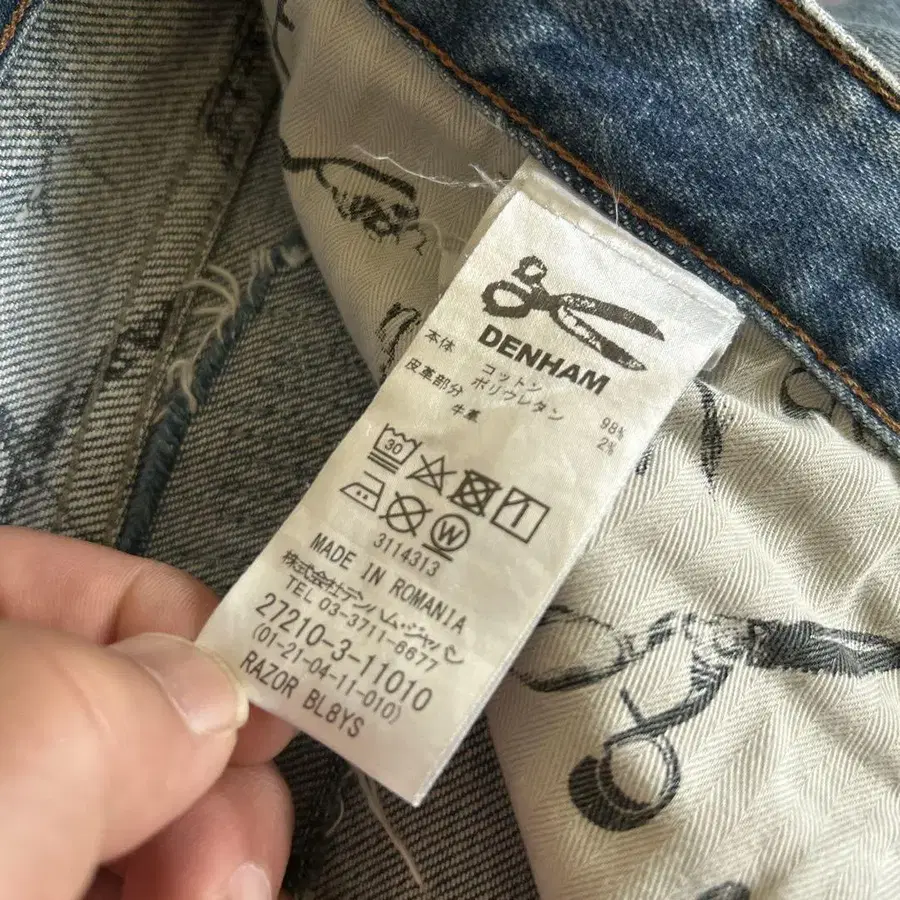 DENHAM
本体 コットン 98%
ポリウレタン 2%
皮革部分 牛革
30
W
3114313
MADE IN ROMANIA
株式会社デンハム・ジャパン
TEL 03-3711-6677
27210-3-11010
(01-21-04-11-010)
RAZOR BL8YS